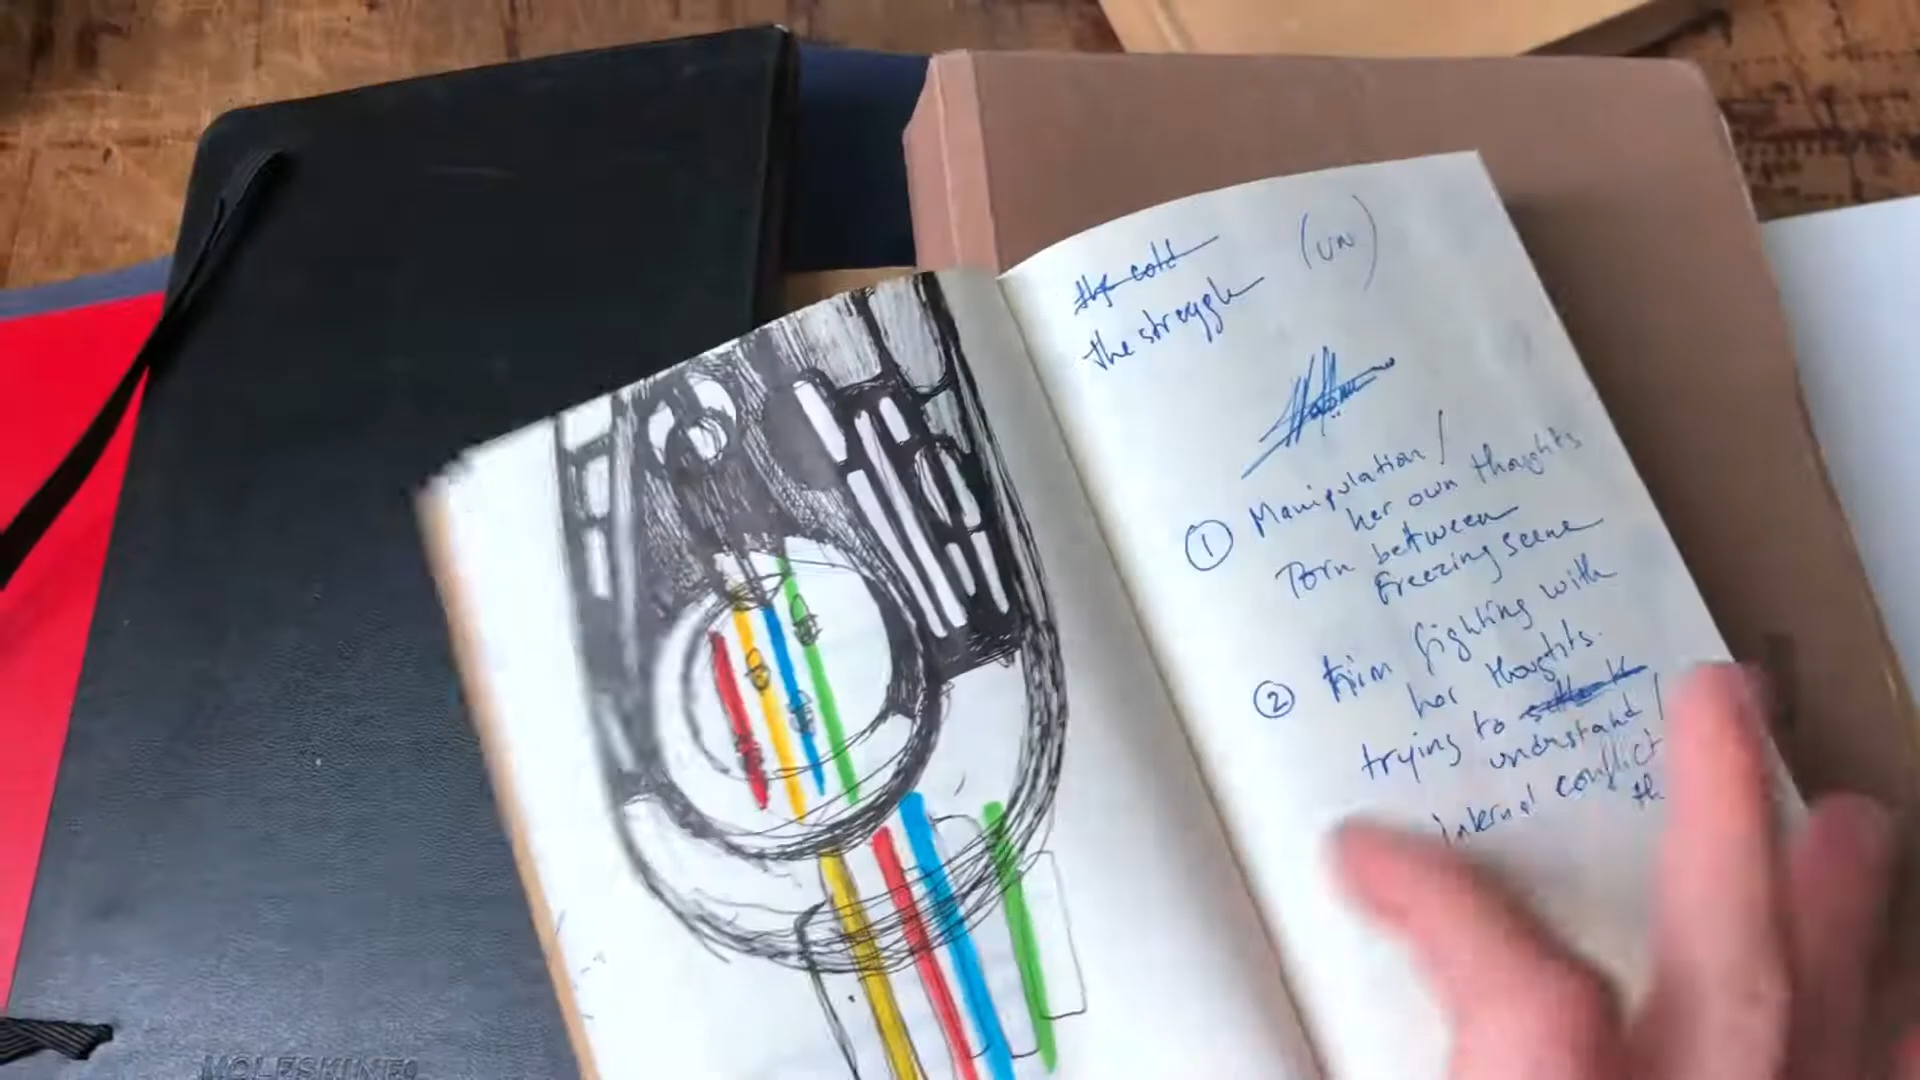 the cold
(UN)
the struggle
① Manipulation /
her own thoughts
Torn between
Freezing scene
② fighting with
her thoughts.
trying to
understand /
Internal conflict
th
MOLESKINE®